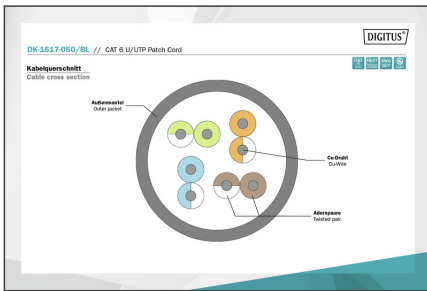 DIGITUS®
DK-1617-050/BL // CAT 6 U/UTP Patch Cord
Kabelquerschnitt
Cable cross section
Außenmantel
Outer jacket
Cu-Draht
Cu-Wire
Adernpaare
Twisted pair